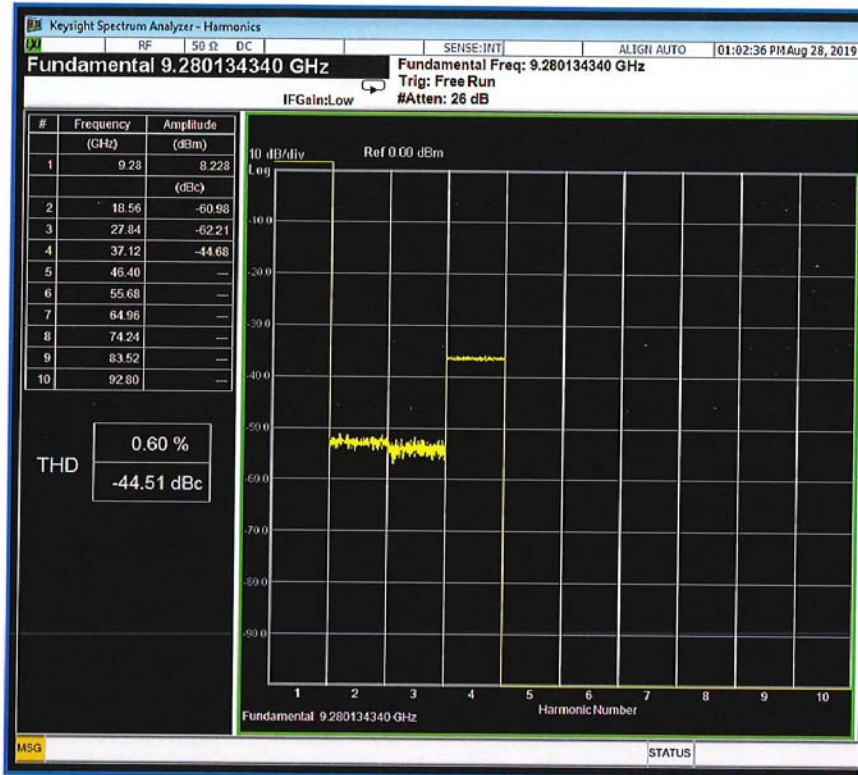 Keysight Spectrum Analyzer - Harmonics
LXI RF 50 Ω DC SENSE:INT ALIGN AUTO 01:02:36 PM Aug 28, 2019
Fundamental 9.280134340 GHz
Fundamental Freq: 9.280134340 GHz
Trig: Free Run
IFGain:Low #Atten: 26 dB
# Frequency Amplitude
(GHz) (dBm)
1 9.28 8.228
(dBc)
2 18.56 -60.98
3 27.84 -62.21
4 37.12 -44.68
5 46.40 ---
6 55.68 ---
7 64.96 ---
8 74.24 ---
9 83.52 ---
10 92.80 ---
THD 0.60 %
-44.51 dBc
10 dB/div Ref 0.00 dBm
Log
-10.0
-20.0
-30.0
-40.0
-50.0
-60.0
-70.0
-80.0
-90.0
1 2 3 4 5 6 7 8 9 10
Harmonic Number
Fundamental 9.280134340 GHz
MSG STATUS